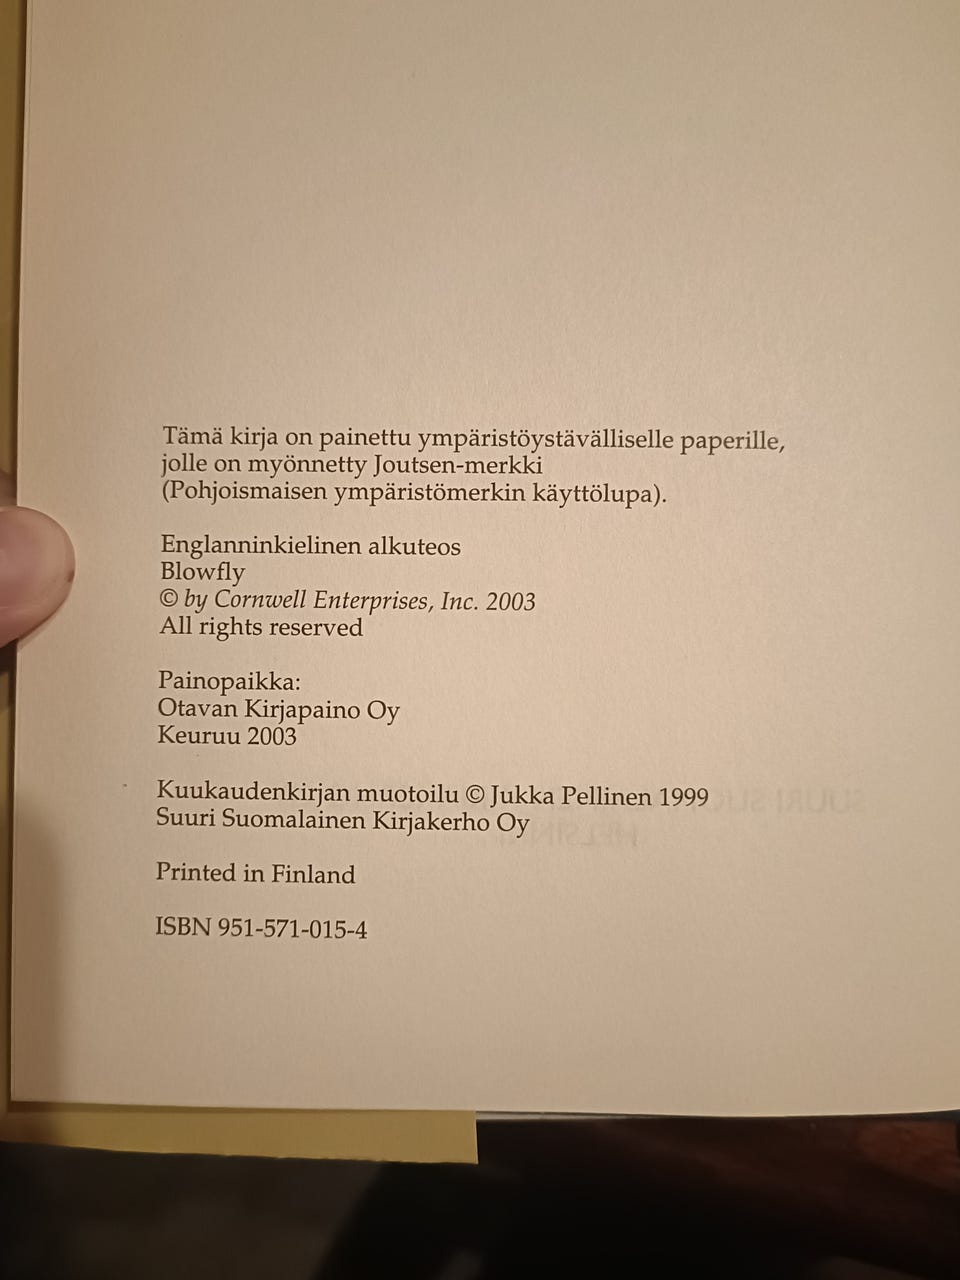 Tämä kirja on painettu ympäristöystävälliselle paperille,
jolle on myönnetty Joutsen-merkki
(Pohjoismaisen ympäristömerkin käyttölupa).
Englanninkielinen alkuteos
Blowfly
© by Cornwell Enterprises, Inc. 2003
All rights reserved
Painopaikka:
Otavan Kirjapaino Oy
Keuruu 2003
Kuukaudenkirjan muotoilu © Jukka Pellinen 1999
Suuri Suomalainen Kirjakerho Oy
Printed in Finland
ISBN 951-571-015-4